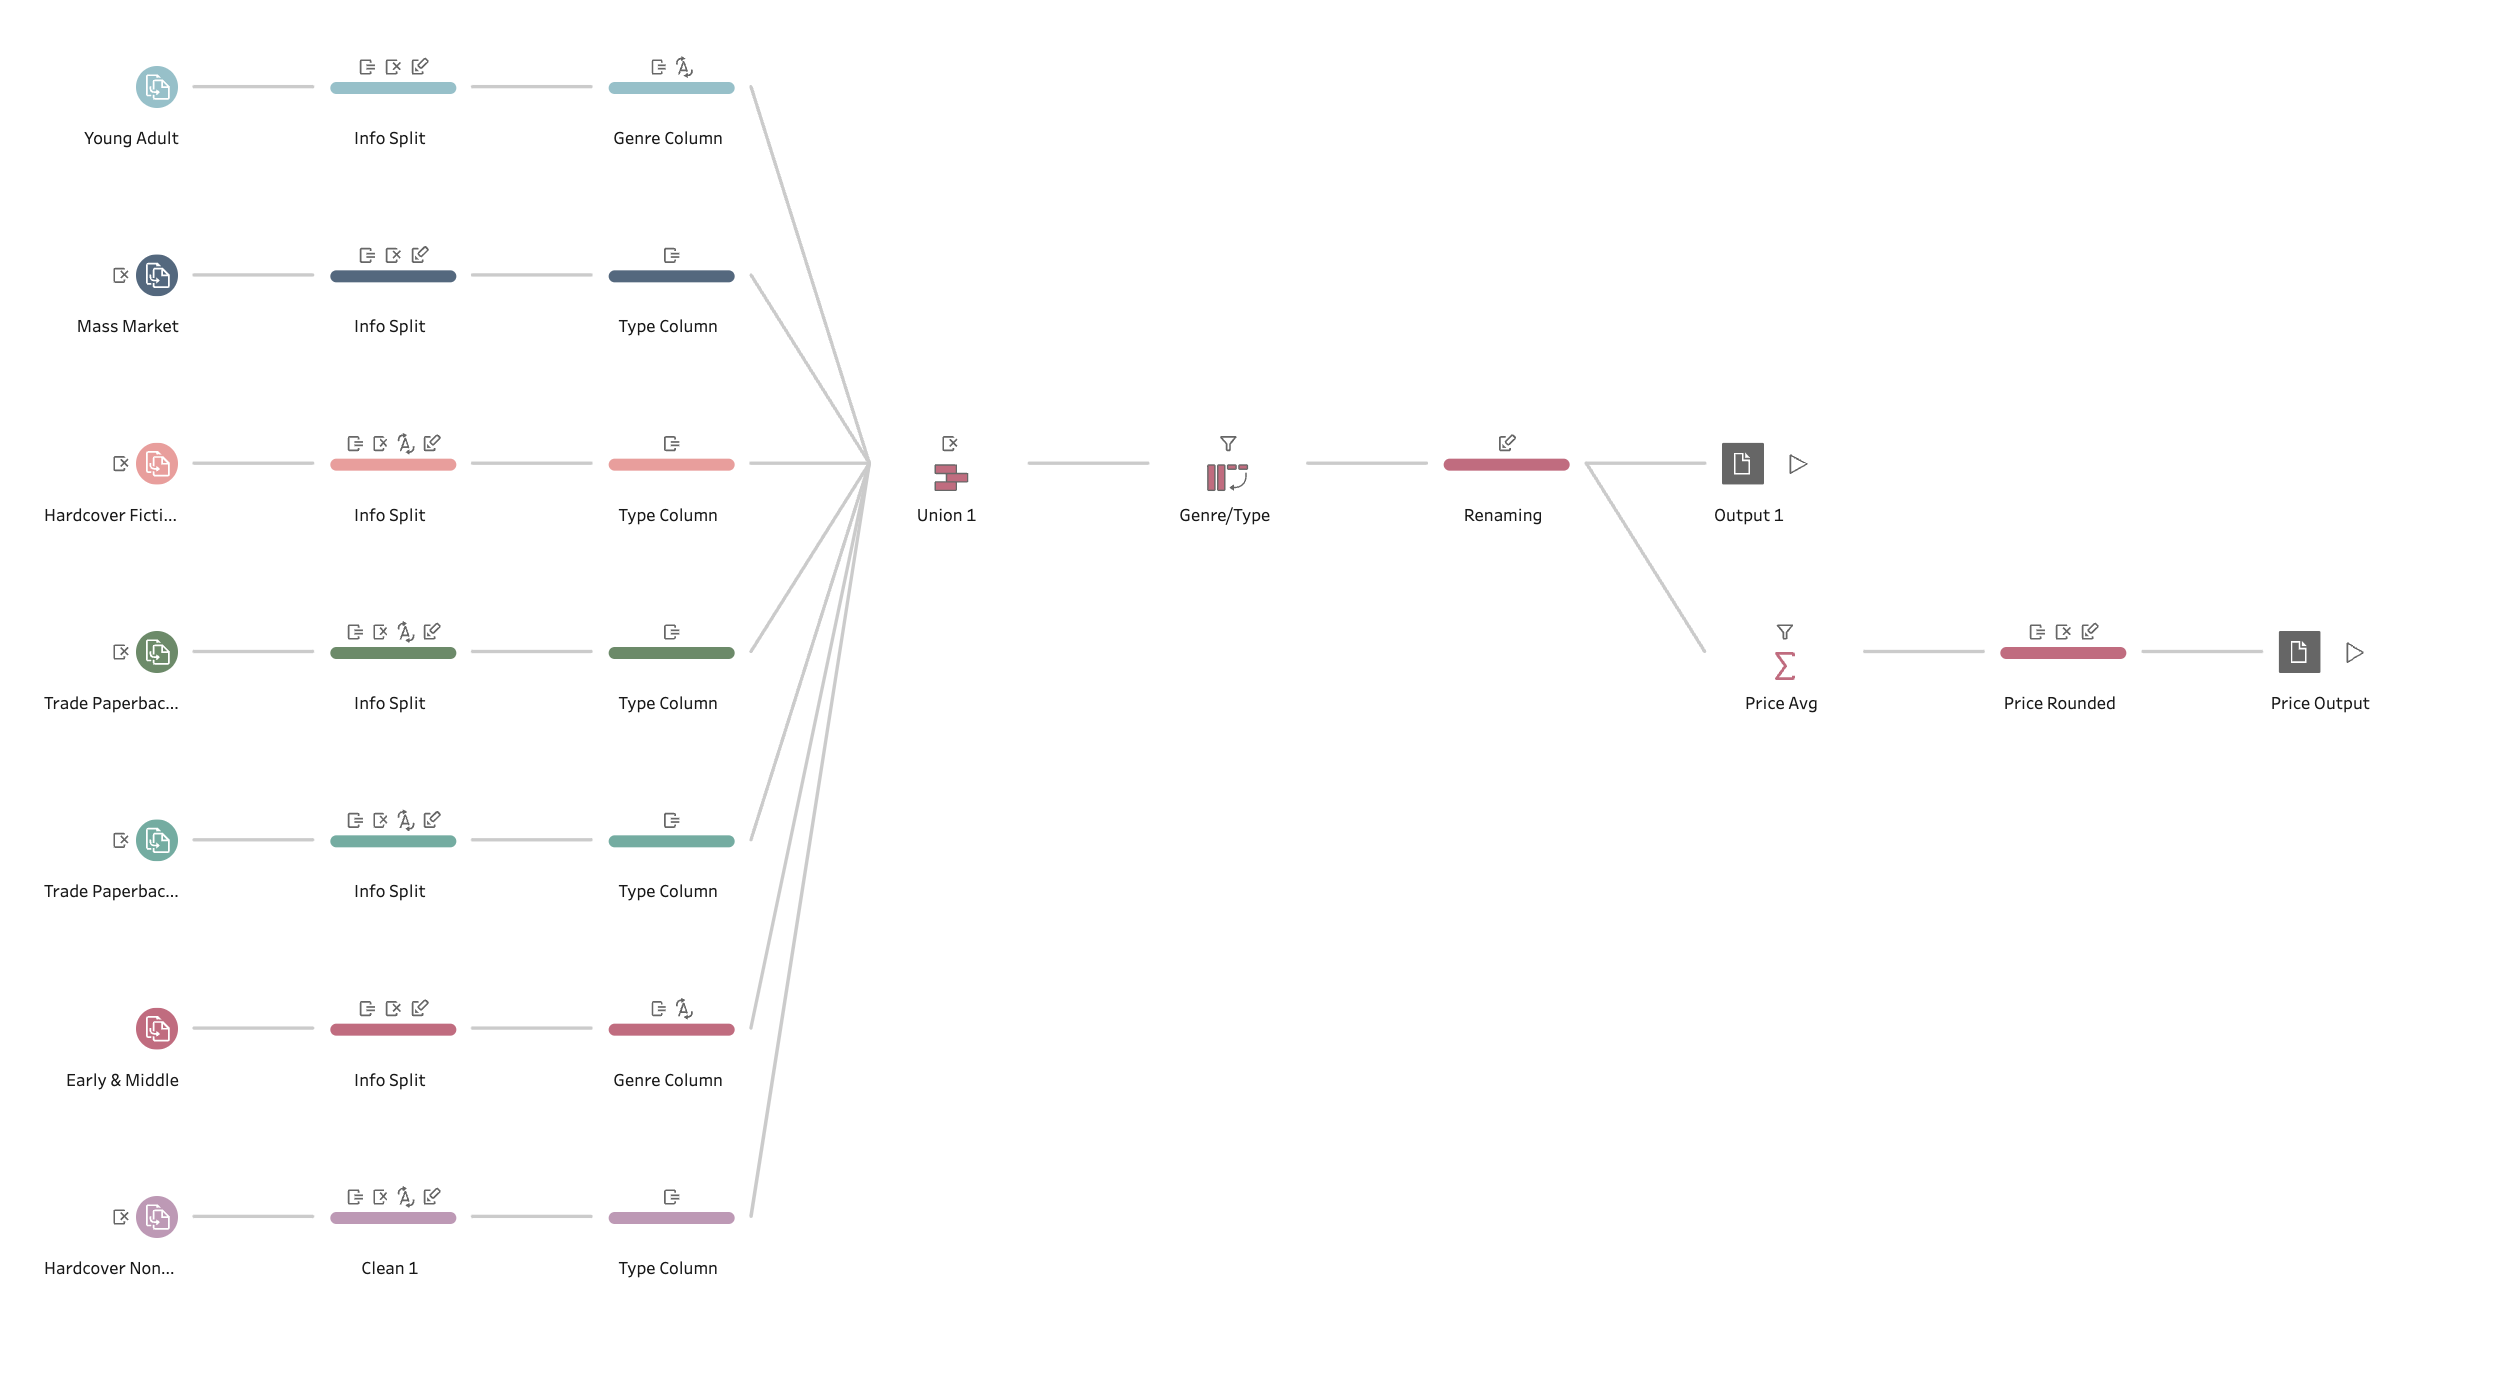 Young Adult
Info Split
Genre Column
Mass Market
Info Split
Type Column
Hardcover Ficti...
Info Split
Type Column
Union 1
Genre/Type
Renaming
Output 1
Trade Paperbac...
Info Split
Type Column
Price Avg
Price Rounded
Price Output
Trade Paperbac...
Info Split
Type Column
Early & Middle
Info Split
Genre Column
Hardcover Non...
Clean 1
Type Column